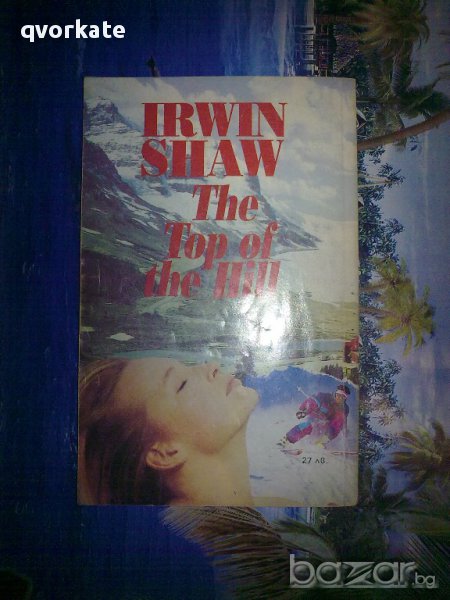 qvorkate
IRWIN
SHAW
The
Top of
the Hill
27 лв.
bazar.bg